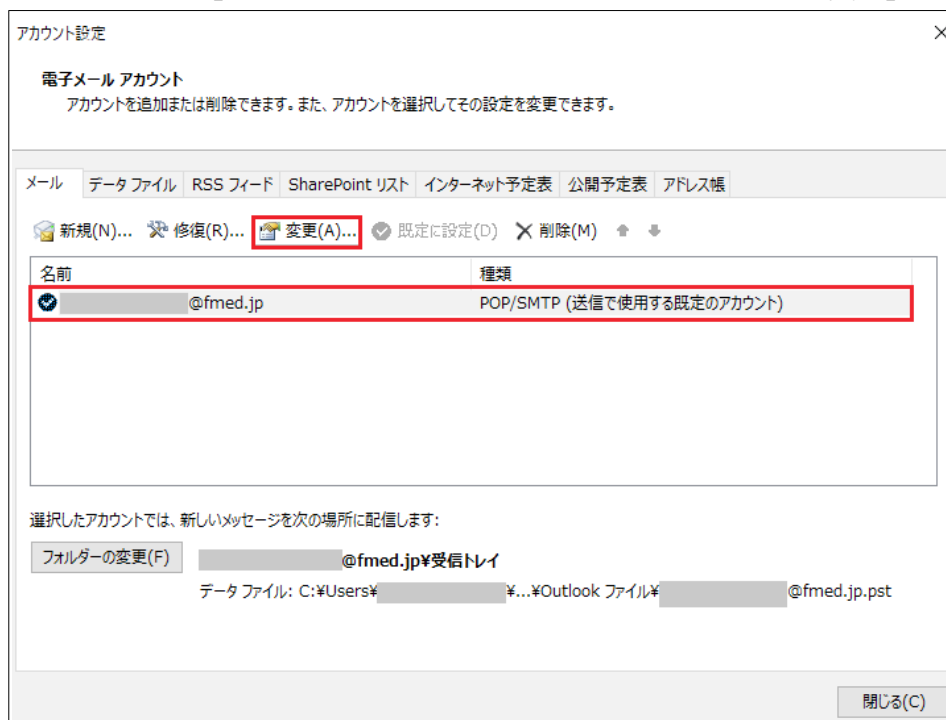 アカウント設定
電子メール アカウント
アカウントを追加または削除できます。また、アカウントを選択してその設定を変更できます。
メール データ ファイル RSS フィード SharePoint リスト インターネット予定表 公開予定表 アドレス帳
新規(N)... 修復(R)... 変更(A)... 既定に設定(D) 削除(M)
名前 種類
@fmed.jp POP/SMTP (送信で使用する既定のアカウント)
選択したアカウントでは、新しいメッセージを次の場所に配信します:
フォルダーの変更(F) @fmed.jp¥受信トレイ
データ ファイル: C:¥Users¥ ¥...¥Outlook ファイル¥ @fmed.jp.pst
閉じる(C)